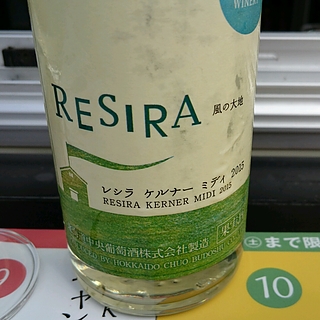 WINERY
RESIRA 風の大地
レシラ ケルナー ミディ 2015
RESIRA KERNER MIDI 2015
中央葡萄酒株式会社製造
BY HOKKAIDO CHUO BUDOSHU
土 まで限
10